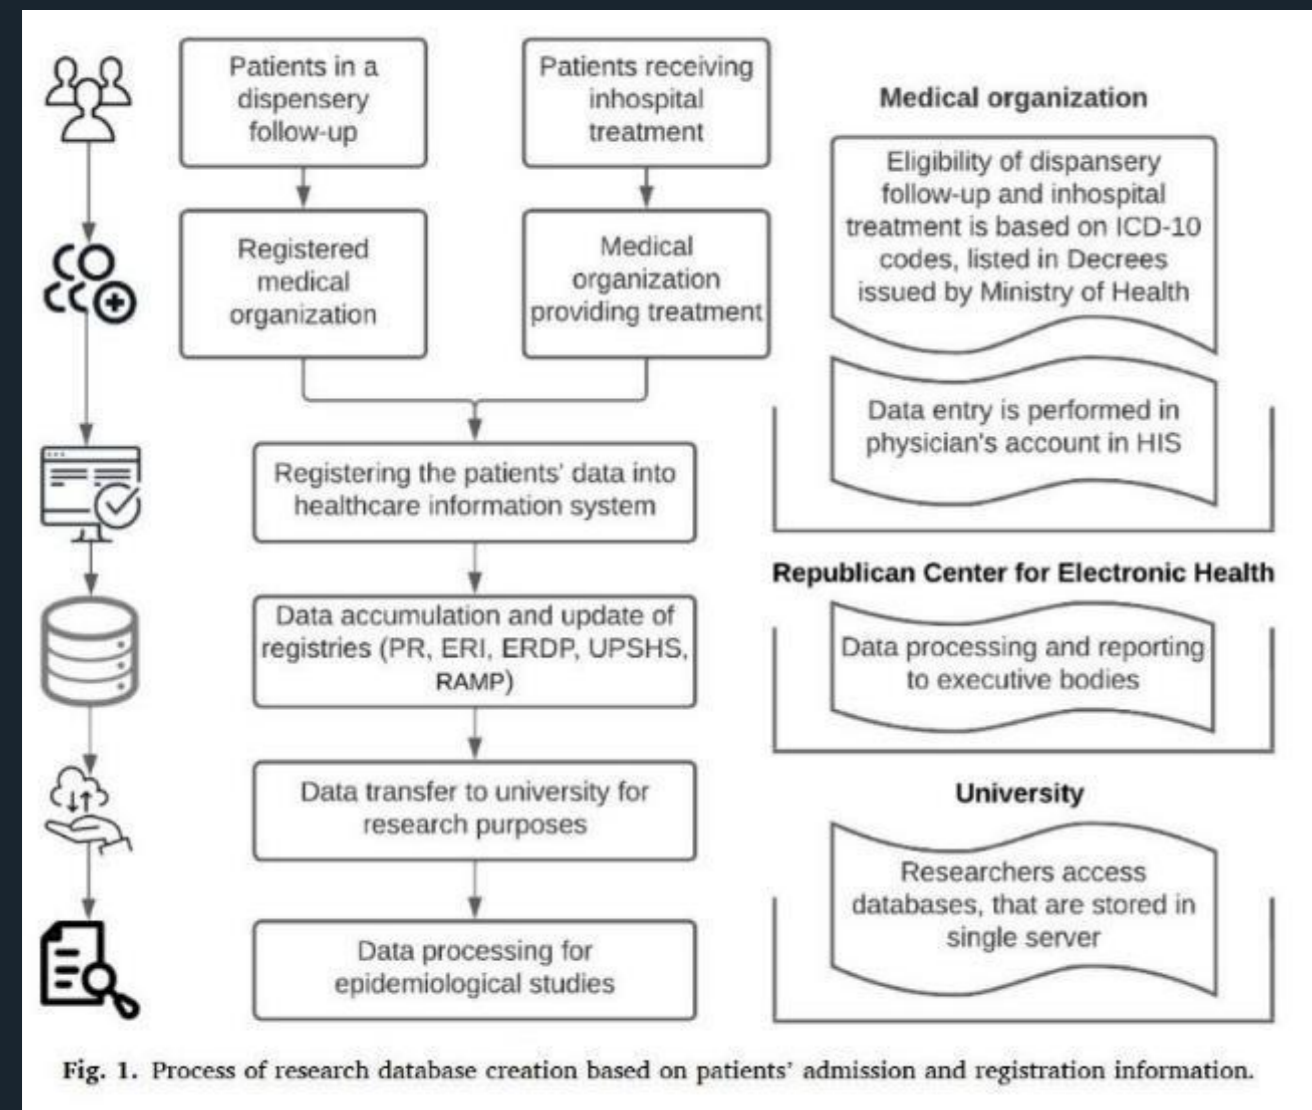 Patients in a
dispensery
follow-up
Patients receiving
inhospital
treatment
Registered
medical
organization
Medical
organization
providing treatment
Registering the patients' data into
healthcare information system
Data accumulation and update of
registries (PR, ERI, ERDP, UPSHS,
RAMP)
Data transfer to university for
research purposes
Data processing for
epidemiological studies
Medical organization
Eligibility of dispansery
follow-up and inhospital
treatment is based on ICD-10
codes, listed in Decrees
issued by Ministry of Health
Data entry is performed in
physician's account in HIS
Republican Center for Electronic Health
Data processing and reporting
to executive bodies
University
Researchers access
databases, that are stored in
single server
Fig. 1. Process of research database creation based on patients' admission and registration information.